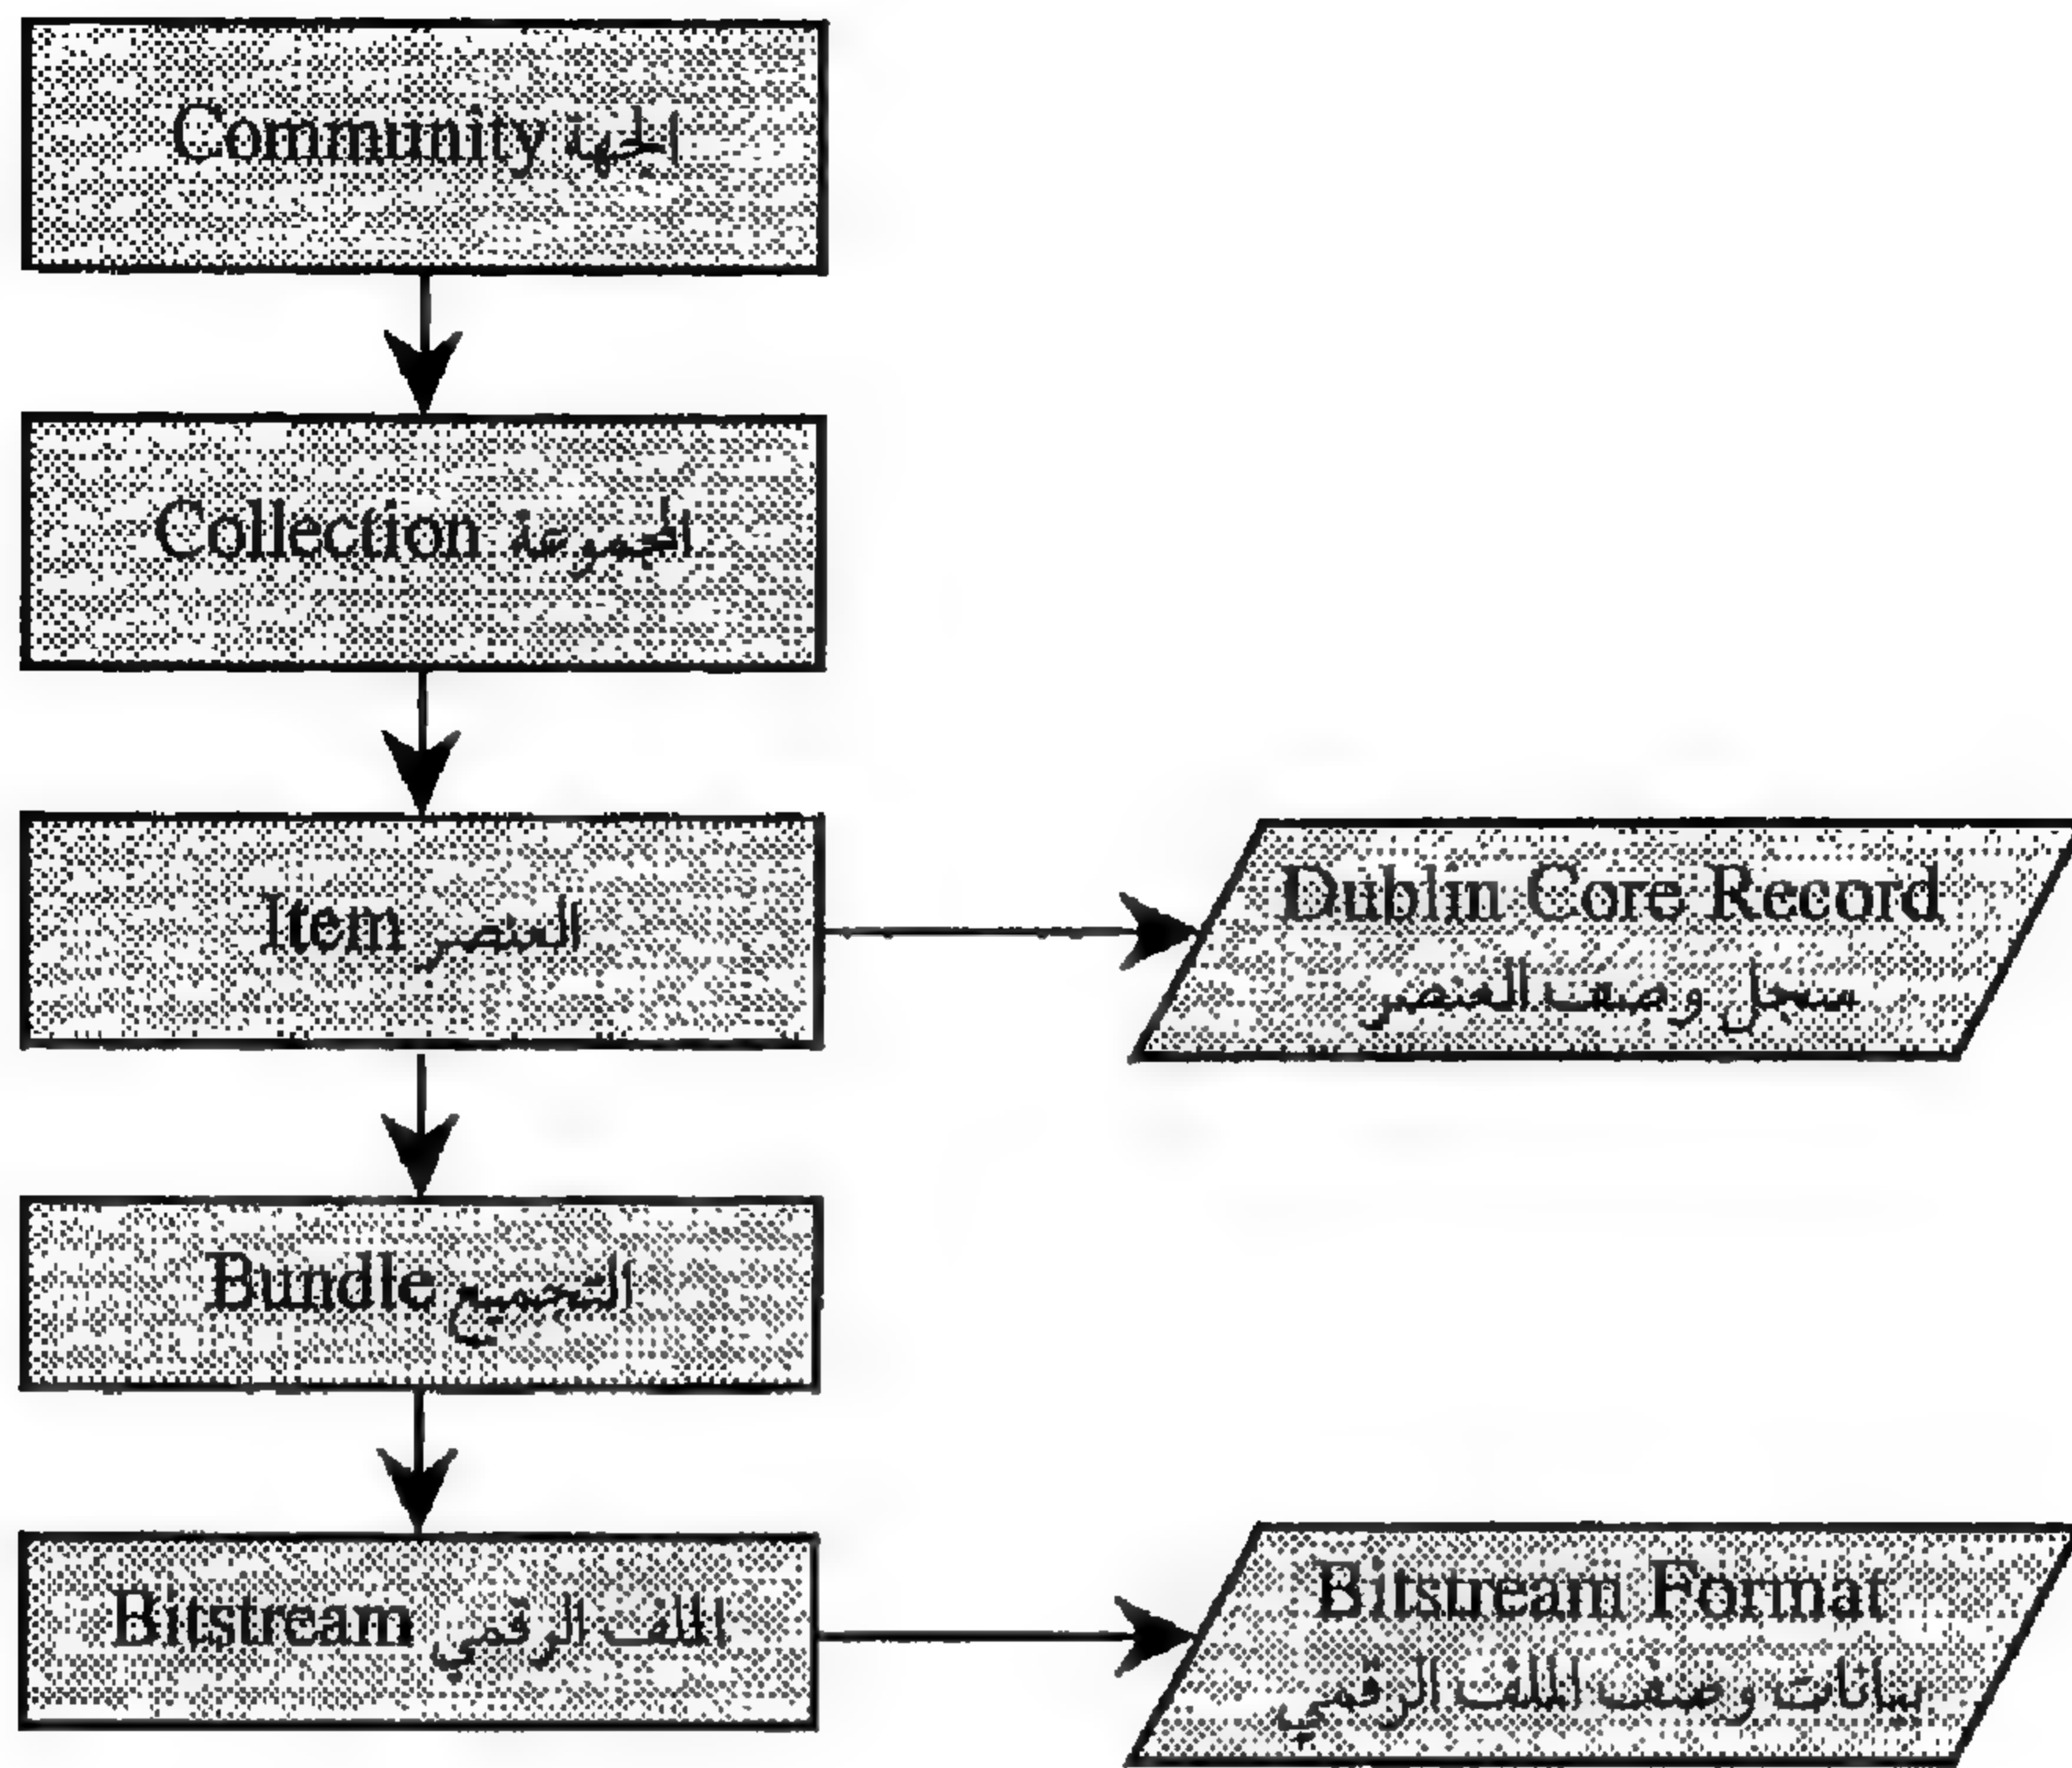 Community الجهة
Collection المجموعة
Item العنصر
Dublin Core Record
سجل وصف العنصر
Bundle التجميع
Bitstream الملف الرقمي
Bitstream Format
بيانات وصف الملف الرقمي